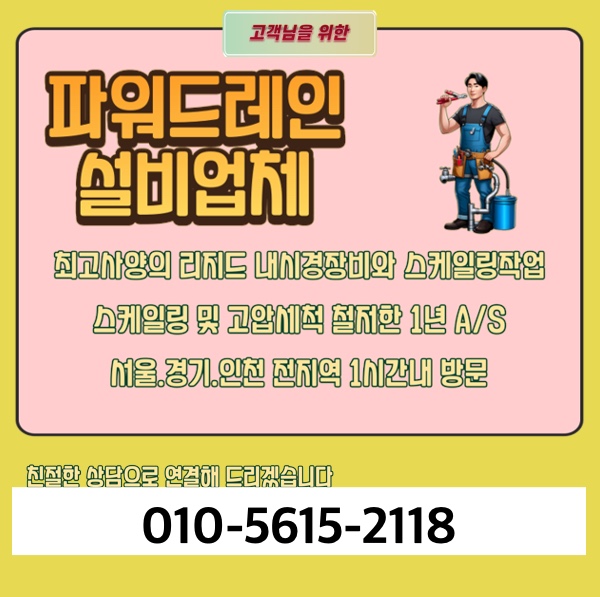 고객님을 위한
파워드레인
설비업체
최고사양의 리지드 내시경장비와 스케일링작업
스케일링 및 고압세척 철저한 1년 A/S
서울.경기.인천 전지역 1시간내 방문
친절한 상담으로 연결해 드리겠습니다
010-5615-2118